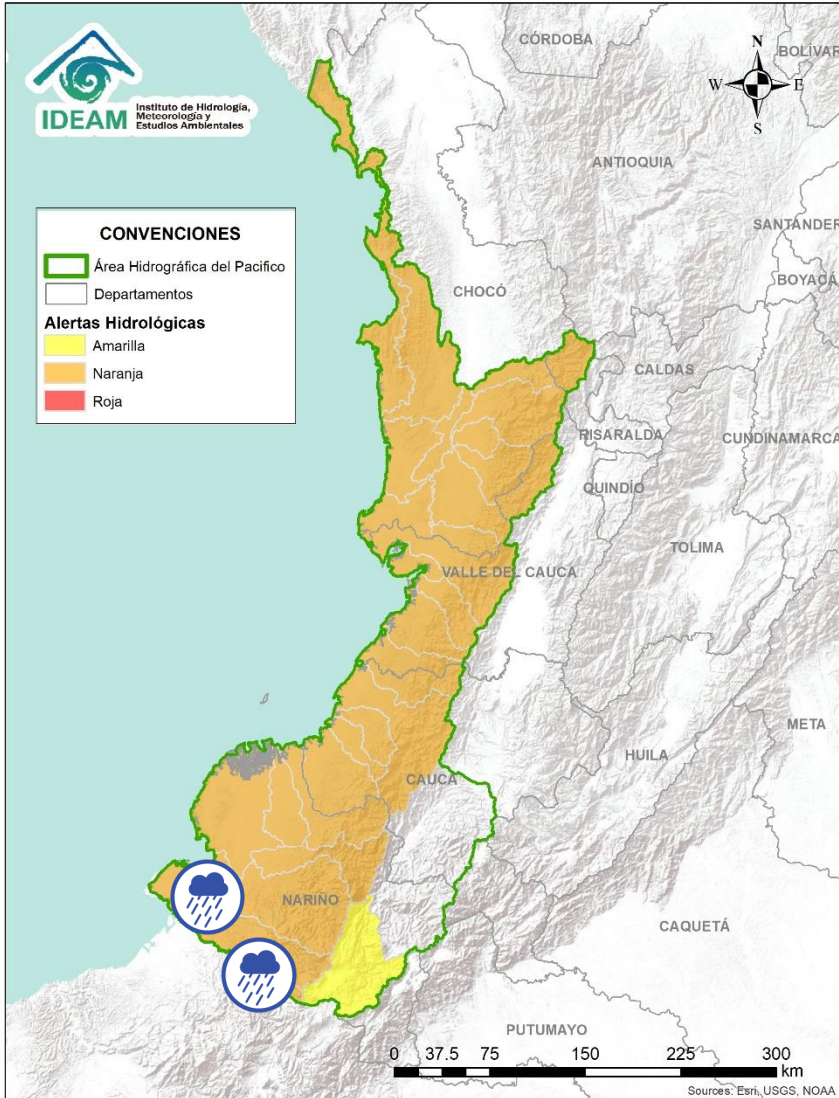 IDEAM
Instituto de Hidrología,
Meteorología y
Estudios Ambientales
CÓRDOBA
BOLÍVAR
N
W
E
S
ANTIOQUIA
SANTANDER
BOYACÁ
CONVENCIONES
Área Hidrográfica del Pacifico
Departamentos
Alertas Hidrológicas
Amarilla
Naranja
Roja
CHOCÓ
CALDAS
RISARALDA
CUNDINAMARCA
QUINDÍO
TOLIMA
VALLE DEL CAUCA
META
HUILA
CAUCA
NARIÑO
CAQUETÁ
PUTUMAYO
0 37.5 75 150 225 300
km
Sources: Esri, USGS, NOAA